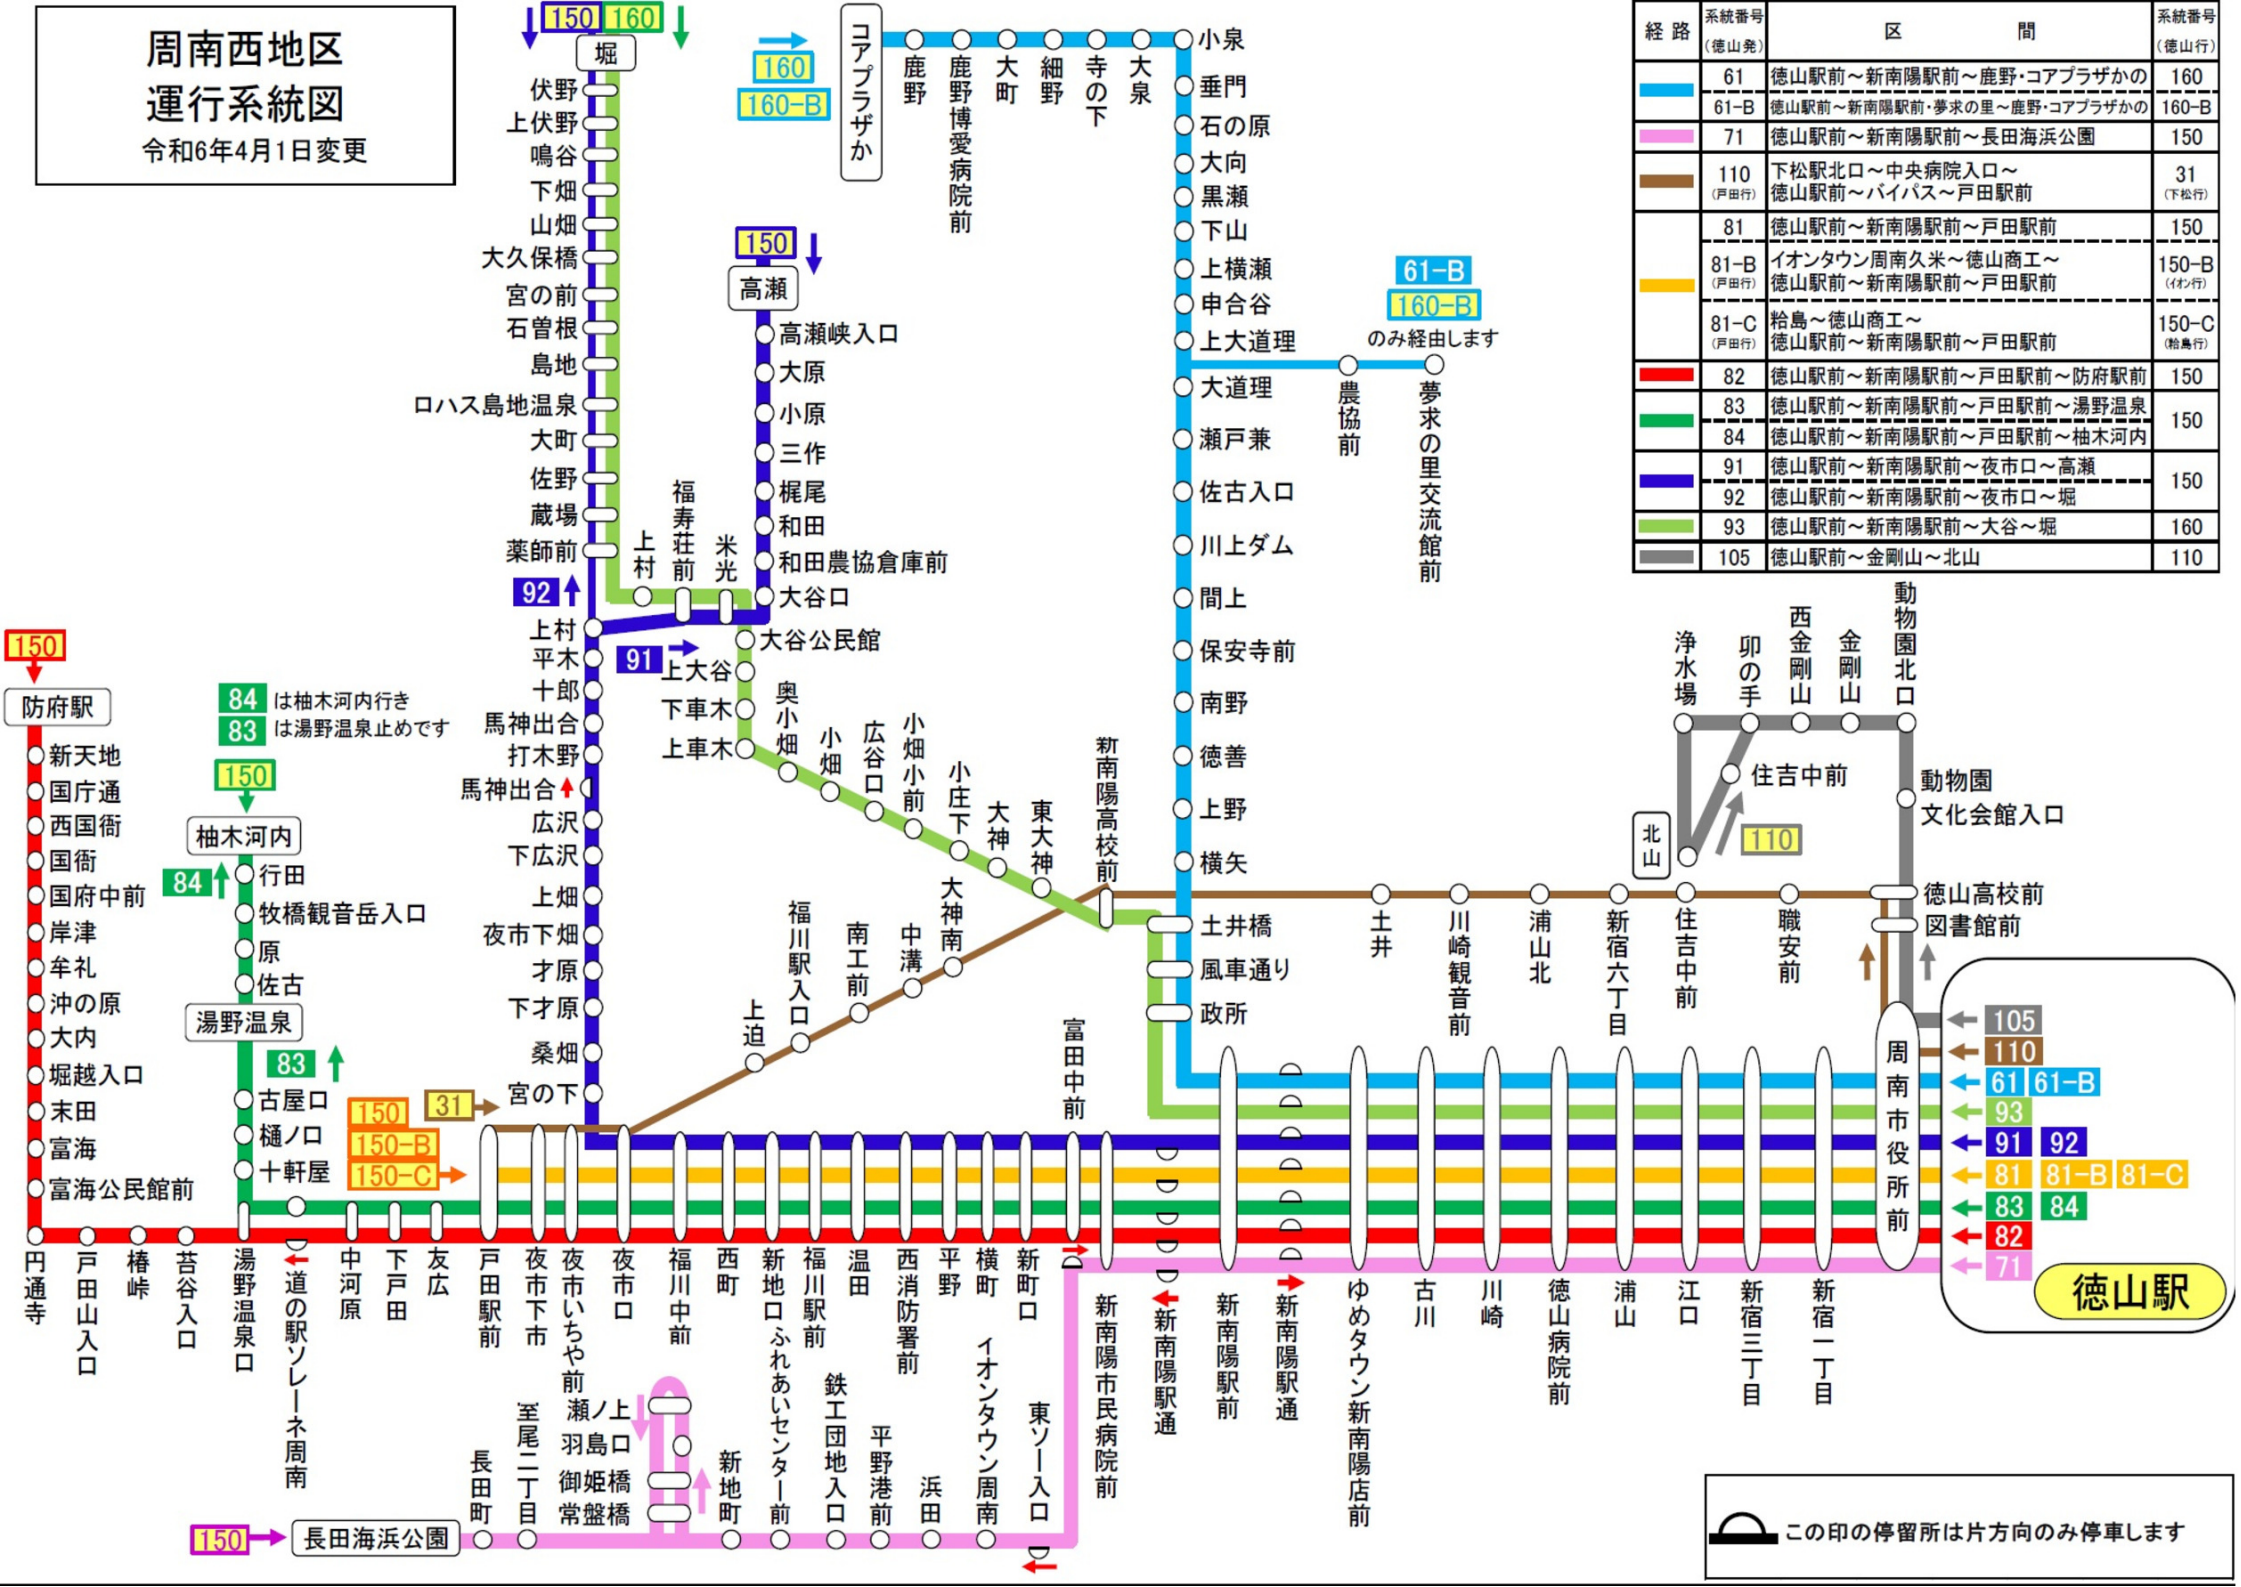 周南西地区
運行系統図
令和6年4月1日変更
150
160
堀
伏野
上伏野
鳴谷
下畑
山畑
大久保橋
宮の前
石曽根
島地
ロハス島地温泉
大町
佐野
蔵場
薬師前
92
上村
平木
十郎
馬神出合
打木野
馬神出合
広沢
下広沢
上畑
夜市下畑
才原
下才原
桑畑
宮の下
150
高瀬
高瀬峡入口
大原
小原
三作
梶尾
和田
和田農協倉庫前
大谷口
上村
福寿荘前
米光
91
大谷公民館
上大谷
下車木
上車木
奥小畑
小畑
広谷口
小畑小前
小庄下
大神
東大神
新南陽高校前
160
160-B
コアプラザか
鹿野
鹿野博愛病院前
大町
細野
寺の下
大泉
小泉
垂門
石の原
大向
黒瀬
下山
上横瀬
申合谷
上大道理
61-B
160-B
のみ経由します
農協前
夢求の里交流館前
大道理
瀬戸兼
佐古入口
川上ダム
間上
保安寺前
南野
徳善
上野
横矢
土井橋
風車通り
政所
経路
系統番号
(徳山発)
区間
系統番号
(徳山行)
61 徳山駅前～新南陽駅前～鹿野・コアプラザかの 160
61-B 徳山駅前～新南陽駅前・夢求の里～鹿野・コアプラザかの 160-B
71 徳山駅前～新南陽駅前～長田海浜公園 150
110 下松駅北口～中央病院入口～ 31
(戸田行) 徳山駅前～バイパス～戸田駅前 (下松行)
81 徳山駅前～新南陽駅前～戸田駅前 150
81-B イオンタウン周南久米～徳山商工～ 150-B
(戸田行) 徳山駅前～新南陽駅前～戸田駅前 (イオン行)
81-C 粭島～徳山商工～ 150-C
(戸田行) 徳山駅前～新南陽駅前～戸田駅前 (粭島行)
82 徳山駅前～新南陽駅前～戸田駅前～防府駅前 150
83 徳山駅前～新南陽駅前～戸田駅前～湯野温泉 150
84 徳山駅前～新南陽駅前～戸田駅前～柚木河内
91 徳山駅前～新南陽駅前～夜市口～高瀬 150
92 徳山駅前～新南陽駅前～夜市口～堀
93 徳山駅前～新南陽駅前～大谷～堀 160
105 徳山駅前～金剛山～北山 110
浄水場
卯の手
西金剛山
金剛山
動物園北口
住吉中前
110
北山
動物園
文化会館入口
徳山高校前
図書館前
土井
川崎観音前
浦山北
新宿六丁目
住吉中前
職安前
大神南
中溝
南工前
福川駅入口
上迫
150
防府駅
新天地
国庁通
西国衙
国衙
国府中前
岸津
牟礼
沖の原
大内
堀越入口
末田
富海
富海公民館前
84 は柚木河内行き
83 は湯野温泉止めです
150
柚木河内
84
行田
牧橋観音岳入口
原
佐古
湯野温泉
83
古屋口
樋ノ口
十軒屋
31
150
150-B
150-C
円通寺
戸田山入口
椿峠
苔谷入口
湯野温泉口
道の駅ソレーネ周南
中河原
下戸田
友広
戸田駅前
夜市下市
夜市いちや前
夜市口
福川中前
西町
新地口
福川駅前
温田
西消防署前
平野
横町
新町口
富田中前
新南陽市民病院前
新南陽駅通
新南陽駅前
新南陽駅通
ゆめタウン新南陽店前
古川
川崎
徳山病院前
浦山
江口
新宿三丁目
新宿一丁目
周南市役所前
105
110
61 61-B
93
91 92
81 81-B 81-C
83 84
82
71
徳山駅
150
長田海浜公園
長田町
室尾二丁目
瀬ノ上
羽島口
御姫橋
常盤橋
新地町
ふれあいセンター前
鉄工団地入口
平野港前
浜田
イオンタウン周南
東ソー入口
この印の停留所は片方向のみ停車します